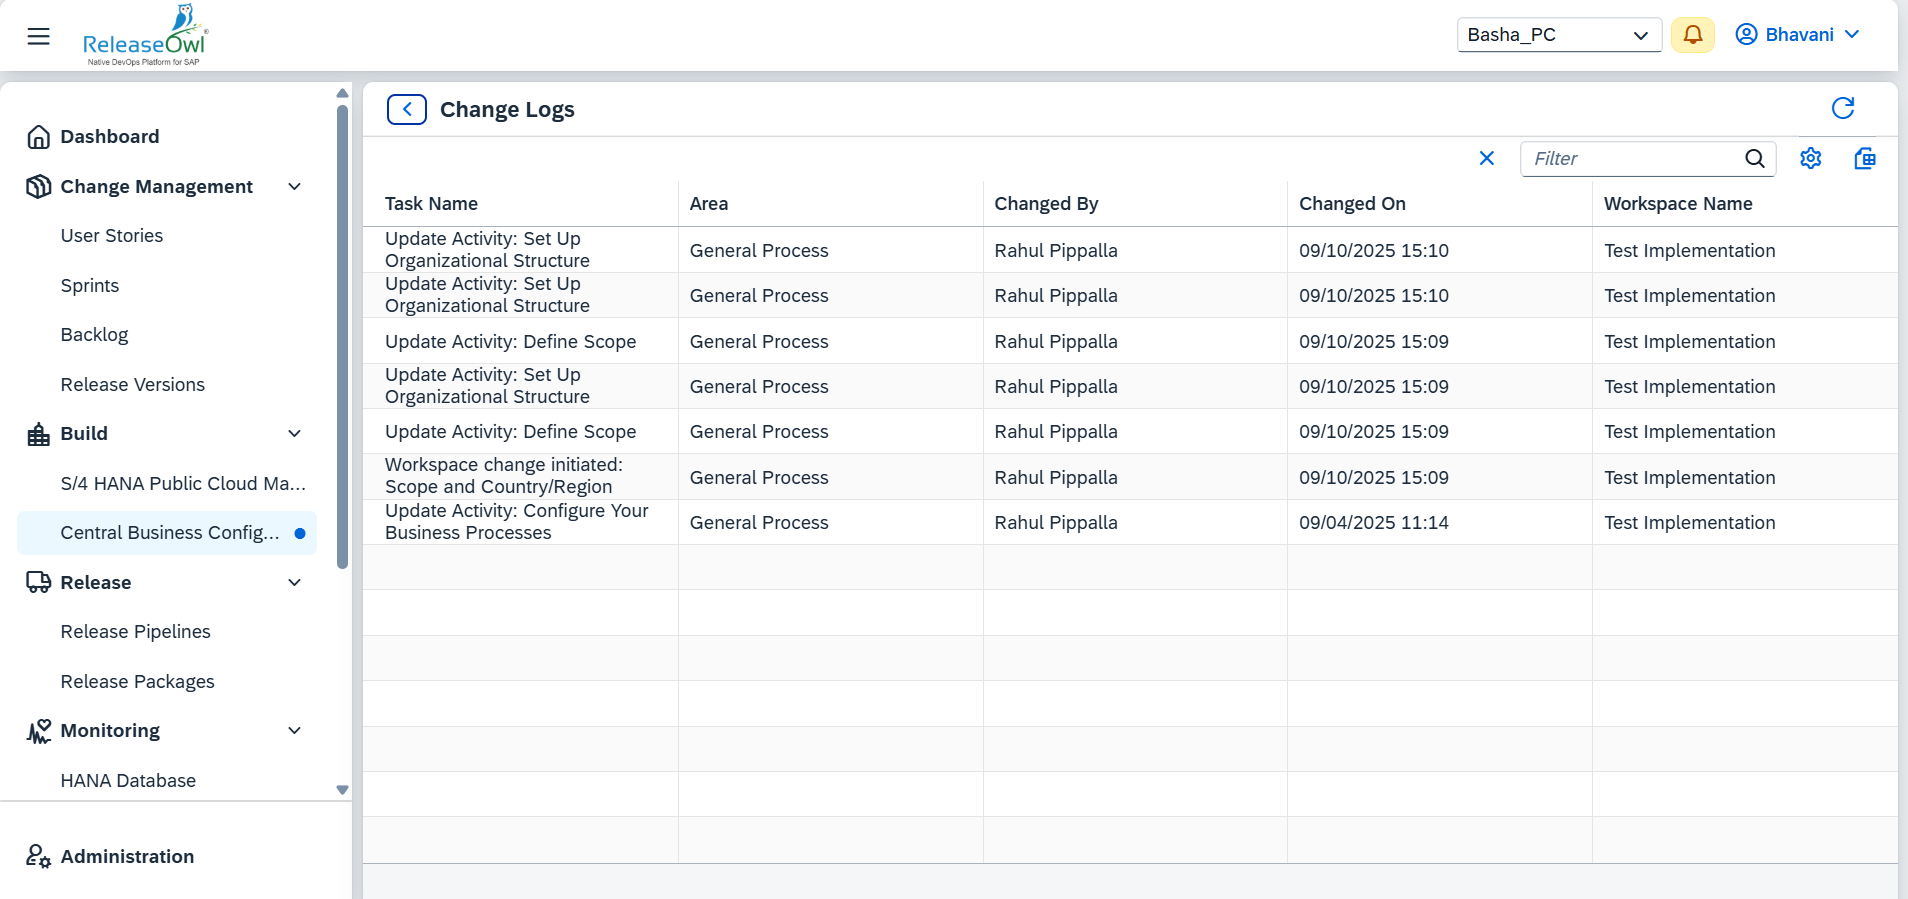 ReleaseOwl®
Native DevOps Platform for SAP
Basha_PC
Bhavani
Dashboard
Change Management
User Stories
Sprints
Backlog
Release Versions
Build
S/4 HANA Public Cloud Ma...
Central Business Config...
Release
Release Pipelines
Release Packages
Monitoring
HANA Database
Administration
Change Logs
Filter
Task Name Area Changed By Changed On Workspace Name
Update Activity: Set Up
Organizational Structure General Process Rahul Pippalla 09/10/2025 15:10 Test Implementation
Update Activity: Set Up
Organizational Structure General Process Rahul Pippalla 09/10/2025 15:10 Test Implementation
Update Activity: Define Scope General Process Rahul Pippalla 09/10/2025 15:09 Test Implementation
Update Activity: Set Up
Organizational Structure General Process Rahul Pippalla 09/10/2025 15:09 Test Implementation
Update Activity: Define Scope General Process Rahul Pippalla 09/10/2025 15:09 Test Implementation
Workspace change initiated:
Scope and Country/Region General Process Rahul Pippalla 09/10/2025 15:09 Test Implementation
Update Activity: Configure Your
Business Processes General Process Rahul Pippalla 09/04/2025 11:14 Test Implementation